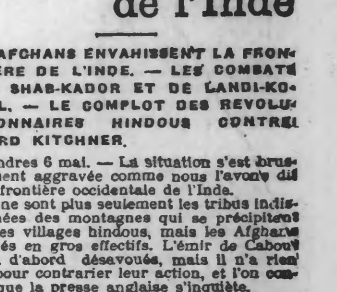 de l'Inde
AFGHANS ENVAHISSENT LA FRON-
ÈRE DE L'INDE. — LES COMBATS
SHAB-KADOR ET DE LANDI-KO-
L. — LE COMPLOT DES REVOLU-
ONNAIRES HINDOUS CONTRE
RD KITCHNER.
ndres 6 mai. — La situation s'est brus-
ment aggravée comme nous l'avons dit
frontière occidentale de l'Inde.
ne sont plus seulement les tribus indis-
nées des montagnes qui se précipitent
es villages hindous, mais les Afghans
és en gros effectifs. L'émir de Caboul
d'abord désavoués, mais il n'a rien
pour contrarier leur action, et l'on con-
que la presse anglaise s'inquiète.